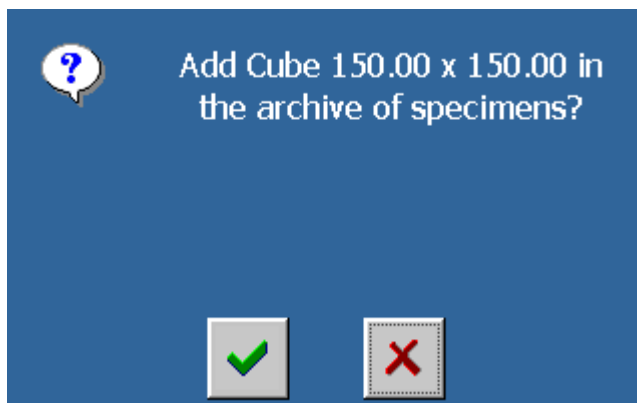 Add Cube 150.00 x 150.00 in
the archive of specimens?